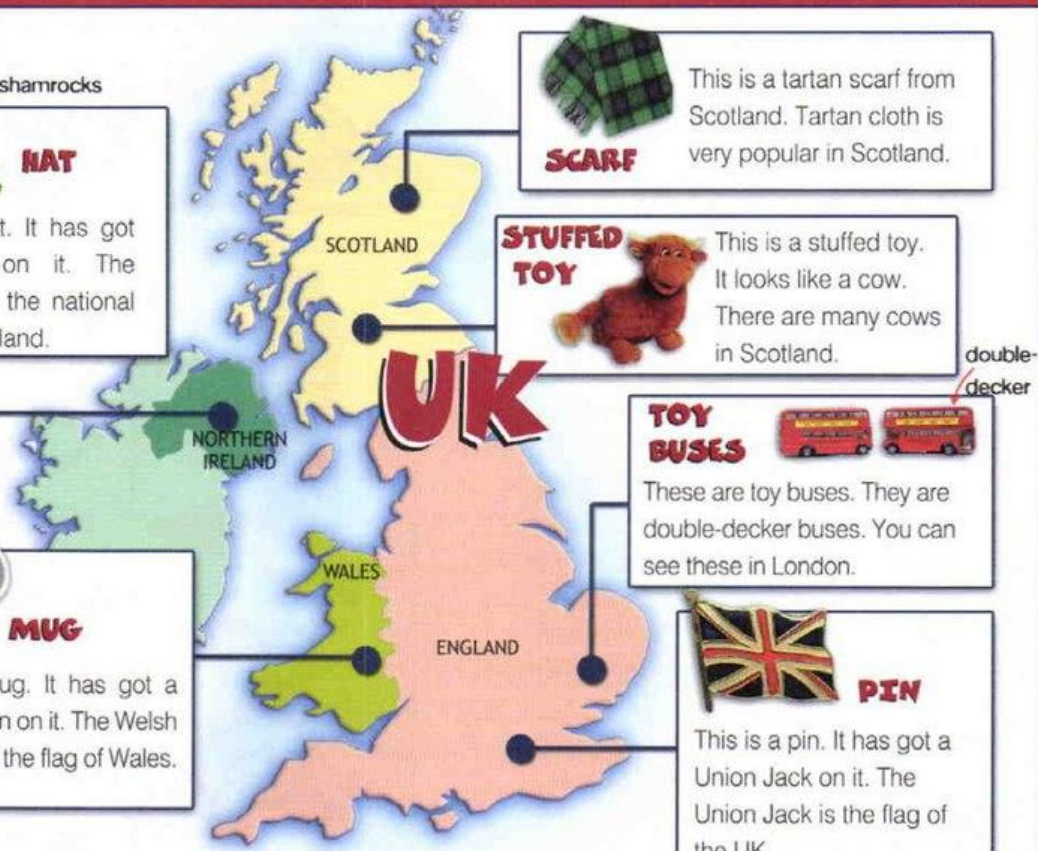 shamrocks
HAT
t. It has got
on it. The
the national
land.
SCARF
This is a tartan scarf from
Scotland. Tartan cloth is
very popular in Scotland.
SCOTLAND
STUFFED
TOY
This is a stuffed toy.
It looks like a cow.
There are many cows
in Scotland.
UK
double-
decker
TOY
BUSES
These are toy buses. They are
double-decker buses. You can
see these in London.
NORTHERN
IRELAND
WALES
ENGLAND
MUG
ug. It has got a
n on it. The Welsh
the flag of Wales.
PIN
This is a pin. It has got a
Union Jack on it. The
Union Jack is the flag of
the UK